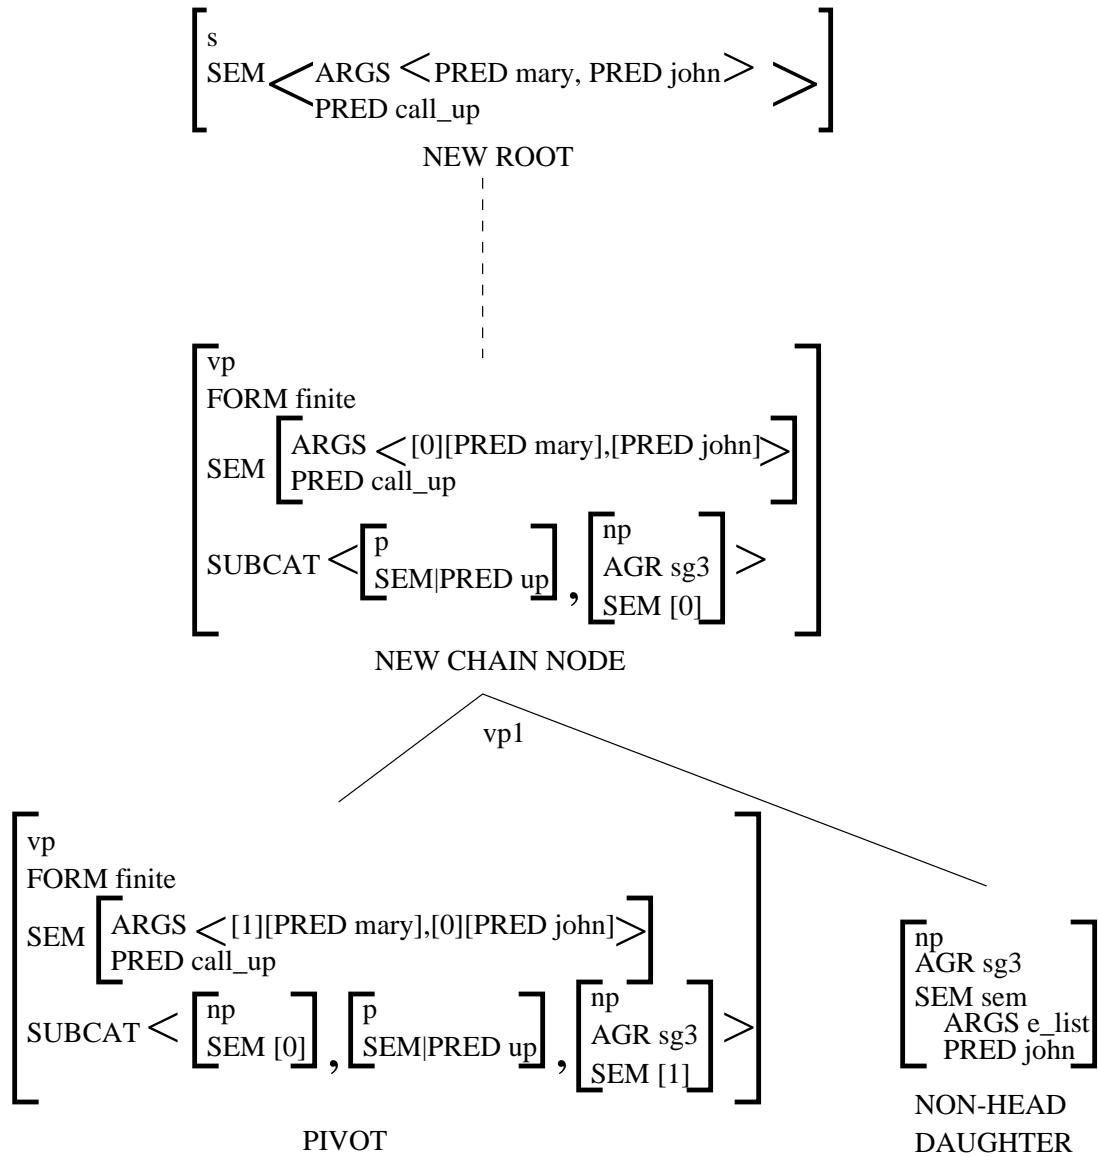 s
SEM < ARGS < PRED mary, PRED john > >
PRED call_up
NEW ROOT
vp
FORM finite
SEM ARGS < [0][PRED mary],[PRED john] >
PRED call_up
SUBCAT < p , np >
SEM|PRED up AGR sg3
SEM [0]
NEW CHAIN NODE
vp1
vp
FORM finite
SEM ARGS < [1][PRED mary],[0][PRED john] >
PRED call_up
SUBCAT < np , p , np >
SEM [0] SEM|PRED up AGR sg3
SEM [1]
PIVOT
np
AGR sg3
SEM sem
ARGS e_list
PRED john
NON-HEAD
DAUGHTER